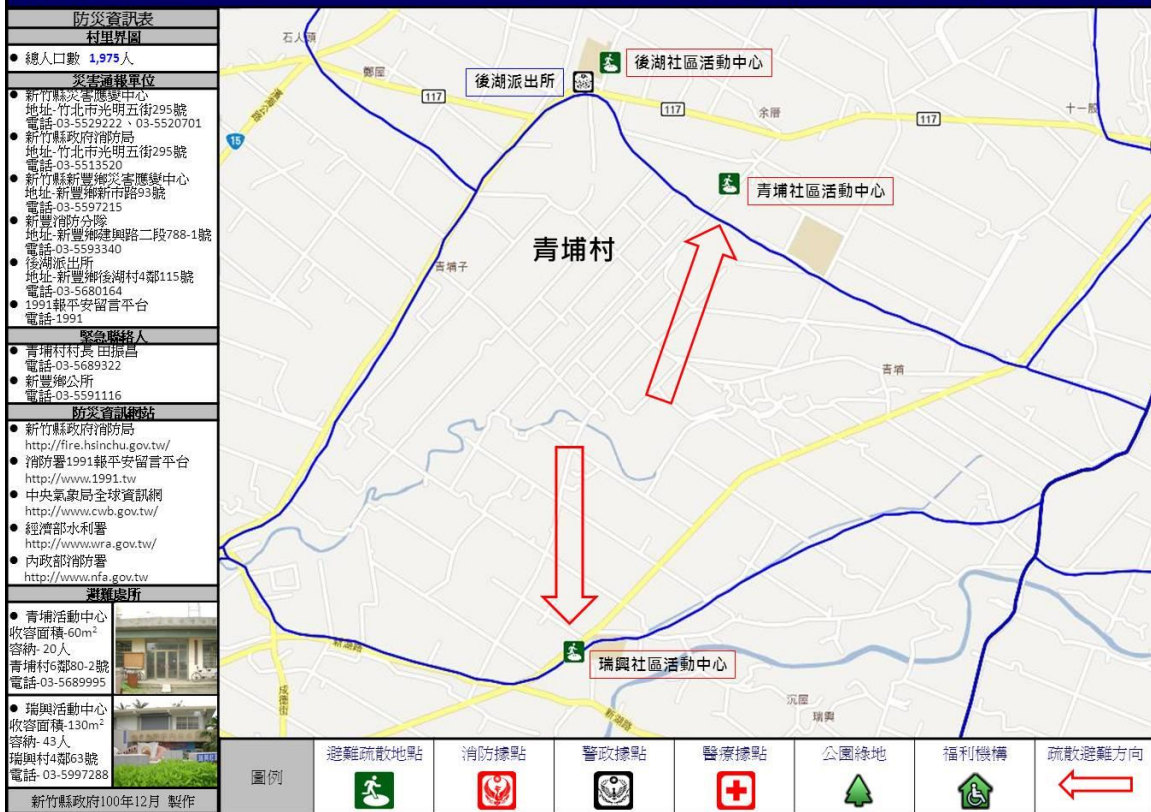 防災資訊表
村里界圖
● 總人口數 1,975人
災害通報單位
● 新竹縣災害應變中心
地址-竹北市光明五街295號
電話-03-5529222、03-5520701
● 新竹縣政府消防局
地址-竹北市光明五街295號
電話-03-5513520
● 新竹縣新豐鄉災害應變中心
地址-新豐鄉新市路93號
電話-03-5597215
● 新豐消防分隊
地址-新豐鄉建興路二段788-1號
電話-03-5593340
● 後湖派出所
地址-新豐鄉後湖村4鄰115號
電話-03-5680164
● 1991報平安留言平台
電話-1991
緊急聯絡人
● 青埔村村長 田振昌
電話-03-5689322
● 新豐鄉公所
電話-03-5591116
防災資訊網站
● 新竹縣政府消防局
http://fire.hsinchu.gov.tw/
● 消防署1991報平安留言平台
http://www.1991.tw
● 中央氣象局全球資訊網
http://www.cwb.gov.tw/
● 經濟部水利署
http://www.wra.gov.tw/
● 內政部消防署
http://www.nfa.gov.tw
避難處所
● 青埔活動中心
收容面積-60m²
容納- 20人
青埔村6鄰80-2號
電話-03-5689995
● 瑞興活動中心
收容面積-130m²
容納- 43人
瑞興村4鄰63號
電話- 03-5997288
新竹縣政府100年12月 製作
石人頭
鄭屋
117
後湖派出所
後湖社區活動中心
117
余厝
117
十一股
15
青埔社區活動中心
青埔村
青埔子
青埔
新湖路
瑞興社區活動中心
成德街
新湖路
沉屋
瑞興
圖例
避難疏散地點
消防據點
警政據點
醫療據點
公園綠地
福利機構
疏散避難方向